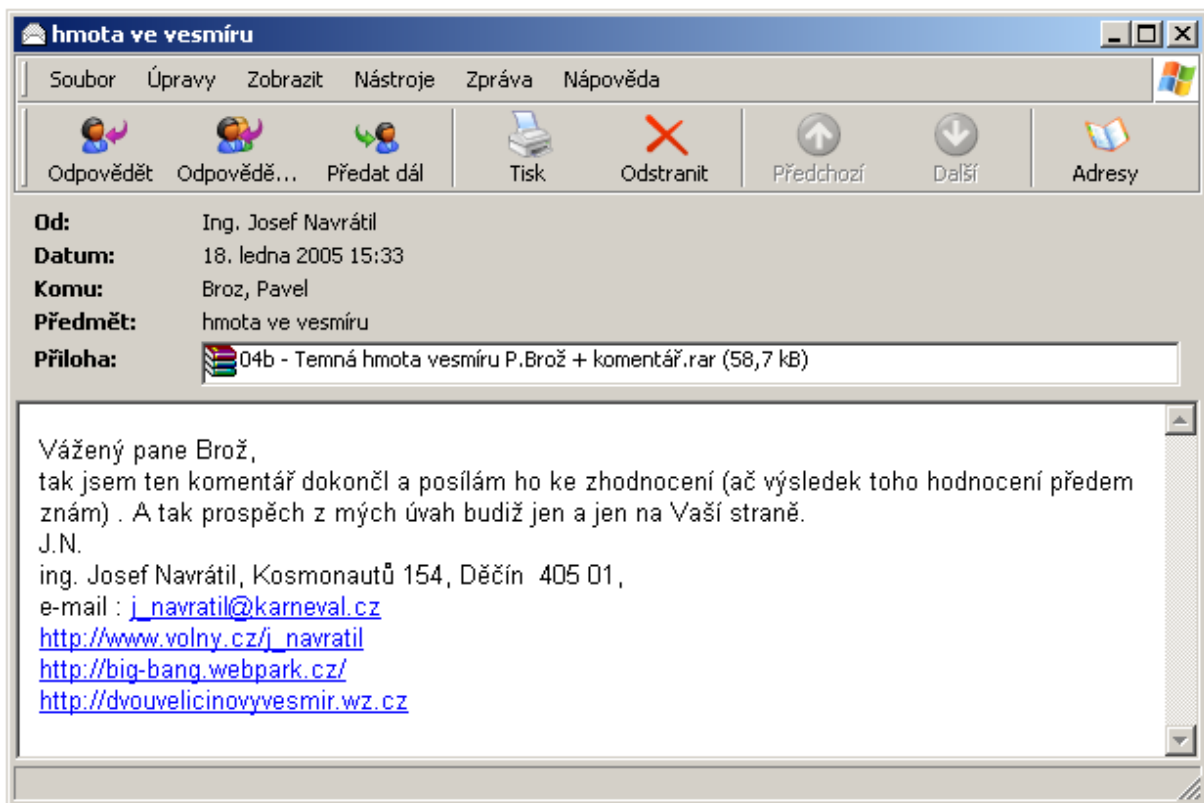 hmota ve vesmíru
Soubor Úpravy Zobrazit Nástroje Zpráva Nápověda
Odpovědět Odpovědě... Předat dál Tisk Odstranit Předchozí Další Adresy
Od: Ing. Josef Navrátil
Datum: 18. ledna 2005 15:33
Komu: Broz, Pavel
Předmět: hmota ve vesmíru
Příloha: 04b - Temná hmota vesmíru P.Brož + komentář.rar (58,7 kB)
Vážený pane Brož,
tak jsem ten komentář dokončl a posílám ho ke zhodnocení (ač výsledek toho hodnocení předem
znám) . A tak prospěch z mých úvah budiž jen a jen na Vaší straně.
J.N.
ing. Josef Navrátil, Kosmonautů 154, Děčín  405 01,
e-mail : j_navratil@karneval.cz
http://www.volny.cz/j_navratil
http://big-bang.webpark.cz/
http://dvouvelicinovyvesmir.wz.cz